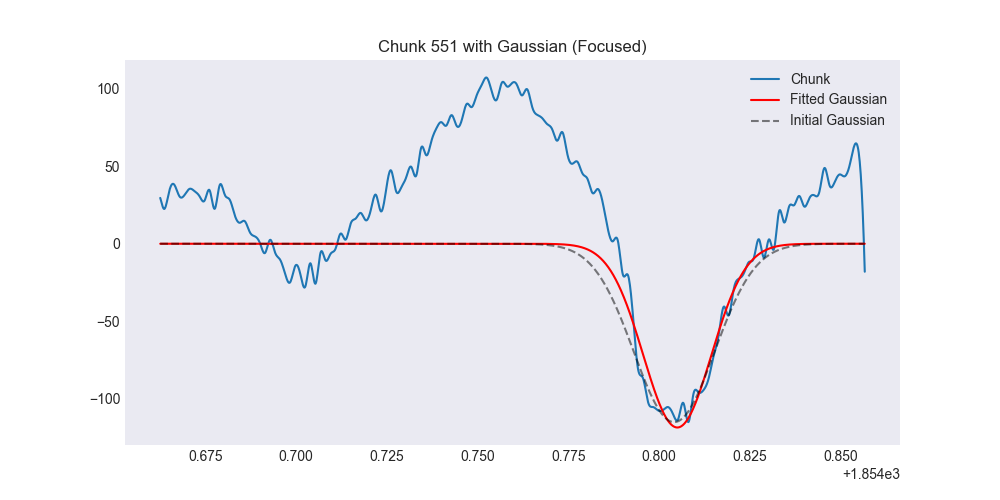 Chunk 551 with Gaussian (Focused)
Chunk
Fitted Gaussian
Initial Gaussian
100
50
0
−50
−100
0.675 0.700 0.725 0.750 0.775 0.800 0.825 0.850
+1.854e3